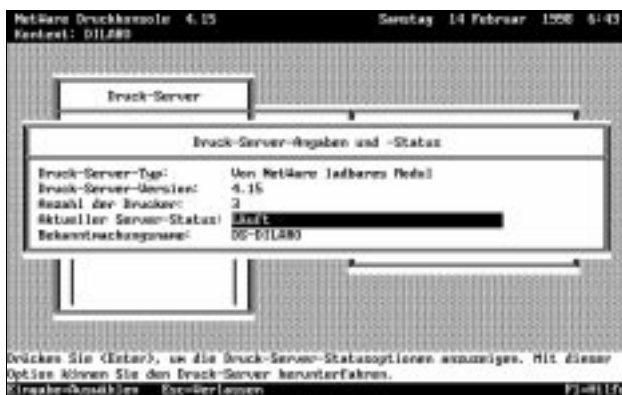 NetWare Druckkonsole 4.15 Samstag 14 Februar 1998 6:43
Kontext: DILANO
Druck-Server
Druck-Server-Angaben und -Status
Druck-Server-Typ: Von NetWare ladbares Modul
Druck-Server-Version: 4.15
Anzahl der Drucker: 3
Aktueller Server-Status: Läuft
Bekanntmachungsname: DS-DILANO
Drücken Sie <Enter>, um die Druck-Server-Statusoptionen anzuzeigen. Mit dieser
Option können Sie den Druck-Server herunterfahren.
Eingabe=Auswählen Esc=Verlassen F1=Hilfe